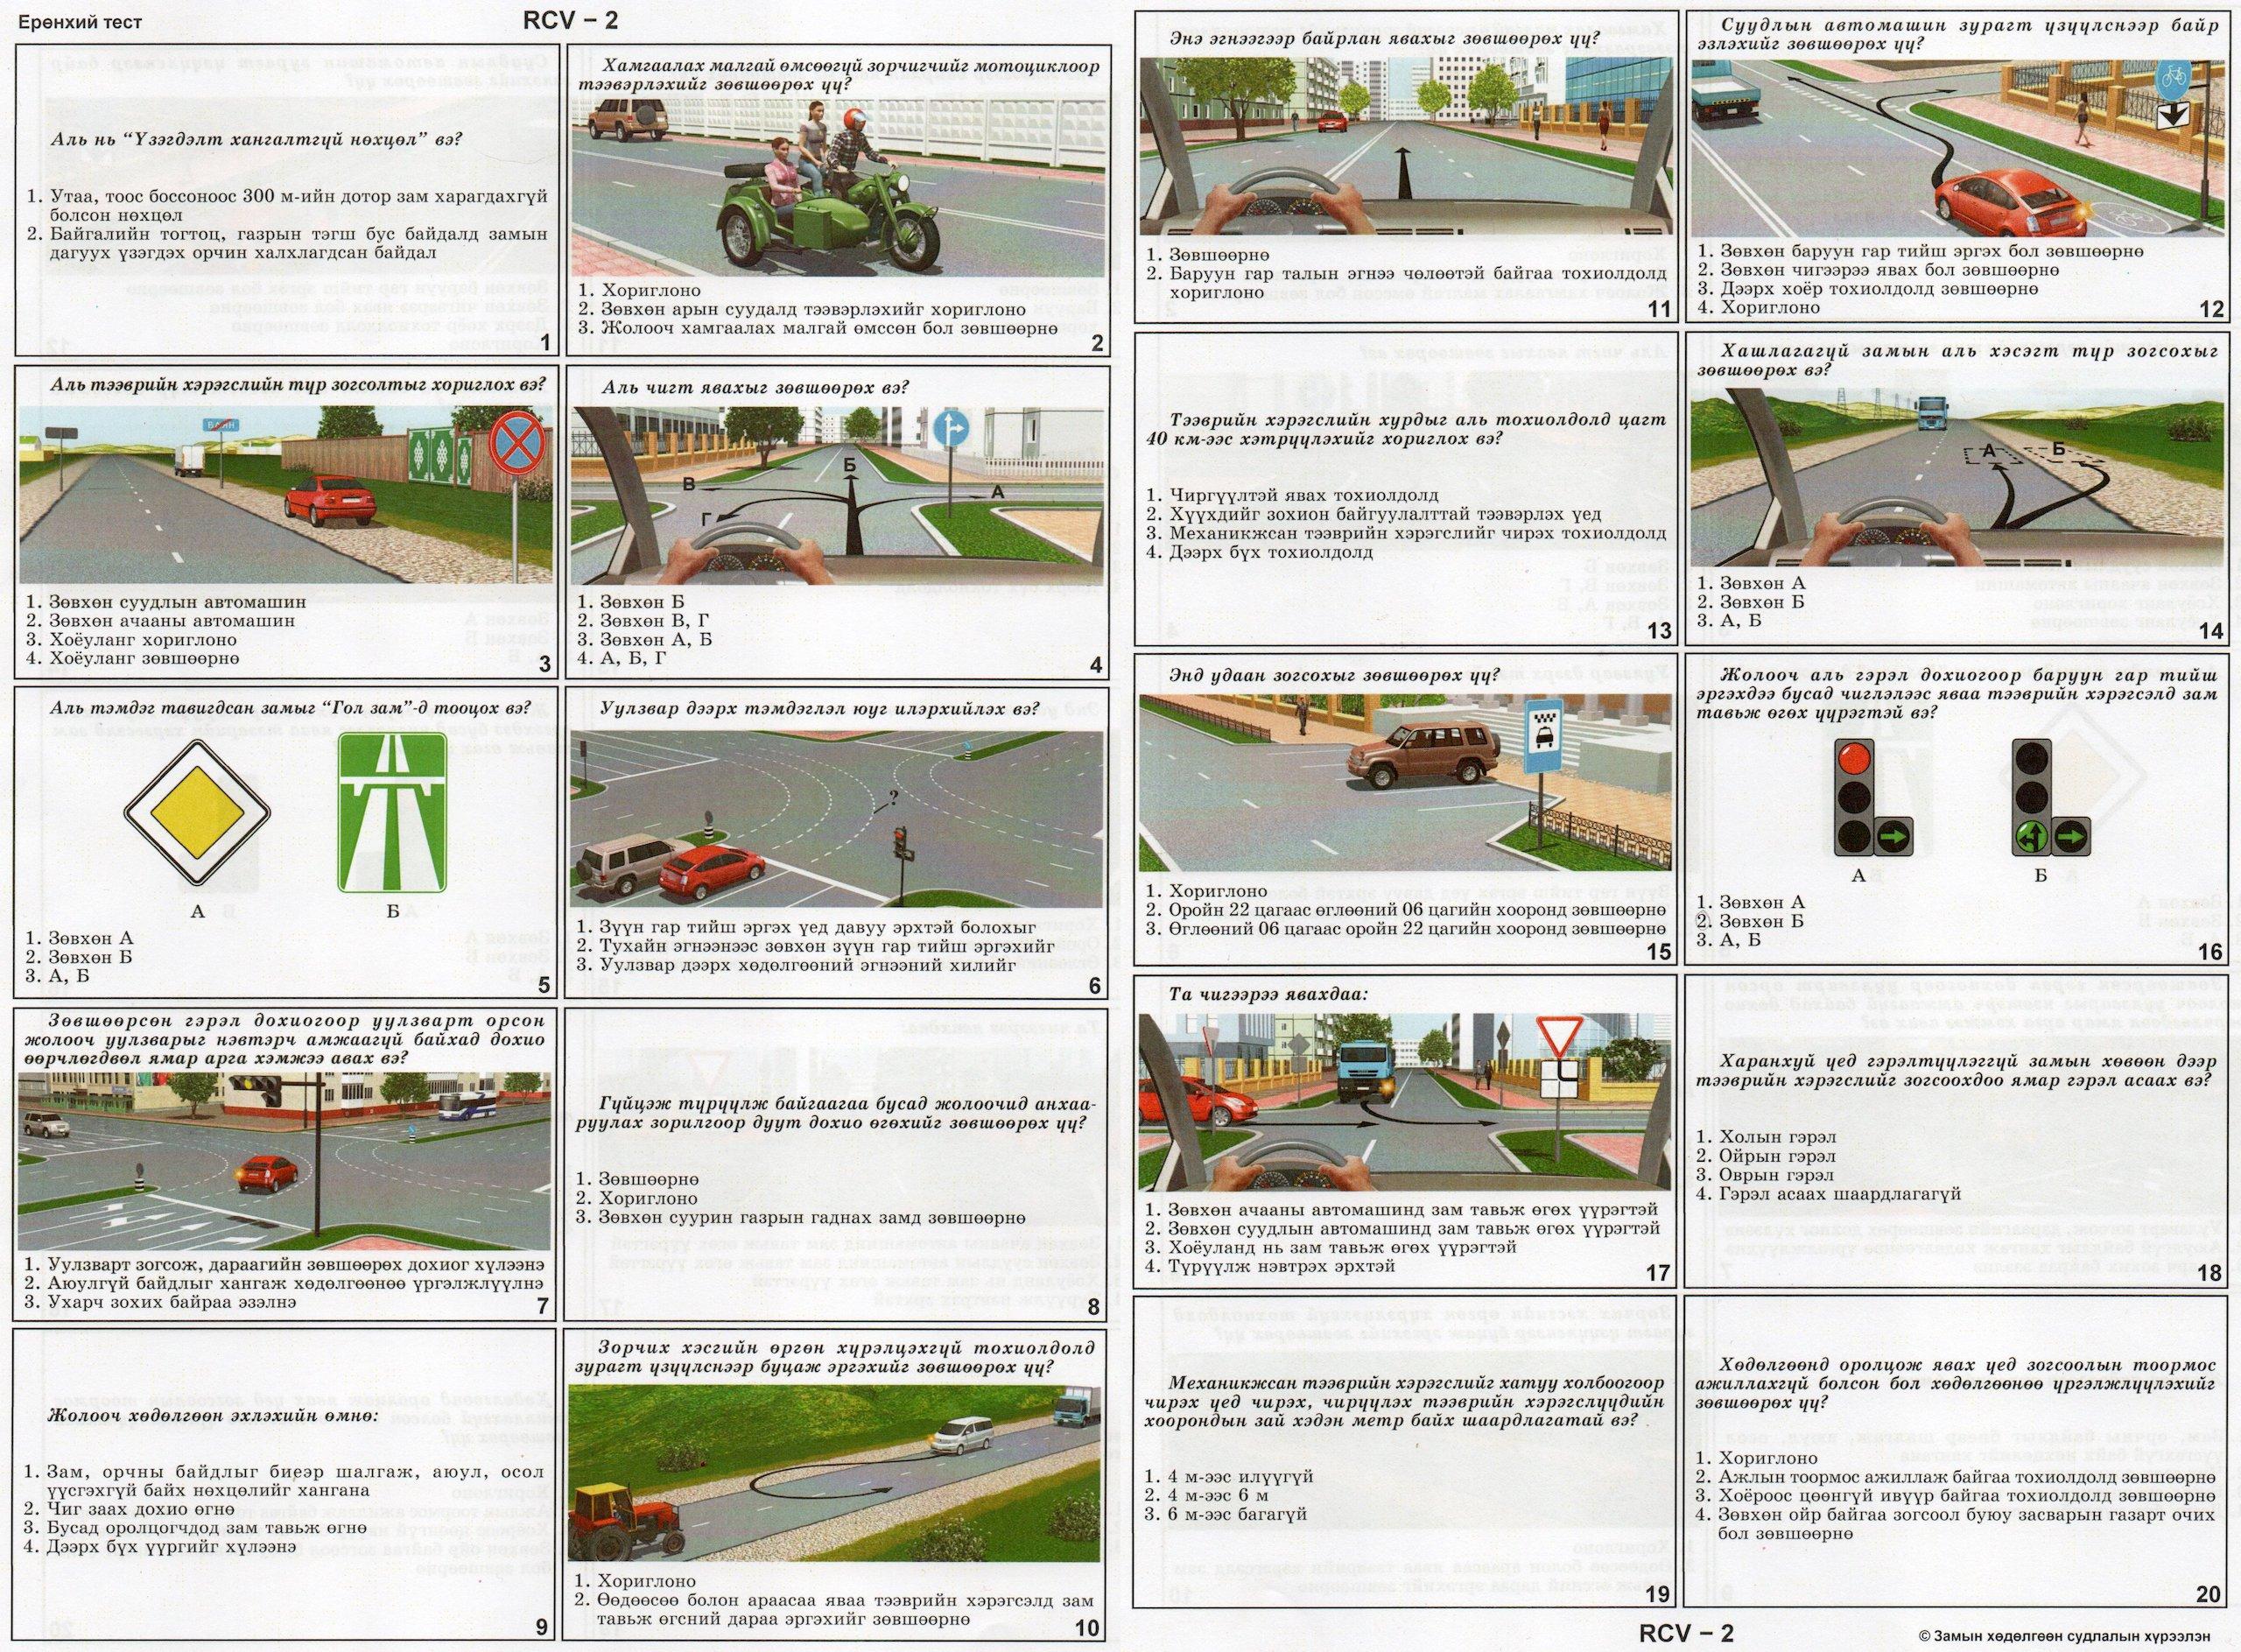 Ерөнхий тест
RCV – 2
Аль нь “Үзэгдэлт хангалтгүй нөхцөл” вэ?
1. Утаа, тоос боссоноос 300 м-ийн дотор зам харагдахгүй
болсон нөхцөл
2. Байгалийн тогтоц, газрын тэгш бус байдалд замын
дагуух үзэгдэх орчин халхлагдсан байдал
1
Хамгаалах малгай өмсөөгүй зорчигчийг мотоциклоор
тээвэрлэхийг зөвшөөрөх үү?
1. Хориглоно
2. Зөвхөн арын суудалд тээвэрлэхийг хориглоно
3. Жолооч хамгаалах малгай өмссөн бол зөвшөөрнө
2
Аль тээврийн хэрэгслийн түр зогсолтыг хориглох вэ?
БАЯН
1. Зөвхөн суудлын автомашин
2. Зөвхөн ачааны автомашин
3. Хоёуланг хориглоно
4. Хоёуланг зөвшөөрнө
3
Аль чигт явахыг зөвшөөрөх вэ?
Б
В
А
Г
1. Зөвхөн Б
2. Зөвхөн В, Г
3. Зөвхөн А, Б
4. А, Б, Г
4
Аль тэмдэг тавигдсан замыг “Гол зам”-д тооцох вэ?
А Б
1. Зөвхөн А
2. Зөвхөн Б
3. А, Б
5
Уулзвар дээрх тэмдэглэл юуг илэрхийлэх вэ?
?
1. Зүүн гар тийш эргэх үед давуу эрхтэй болохыг
2. Тухайн эгнээнээс зөвхөн зүүн гар тийш эргэхийг
3. Уулзвар дээрх хөдөлгөөний эгнээний хилийг
6
Зөвшөөрсөн гэрэл дохиогоор уулзварт орсон
жолооч уулзварыг нэвтэрч амжаагүй байхад дохио
өөрчлөгдвөл ямар арга хэмжээ авах вэ?
1. Уулзварт зогсож, дараагийн зөвшөөрөх дохиог хүлээнэ
2. Аюулгүй байдлыг хангаж хөдөлгөөнөө үргэлжлүүлнэ
3. Ухарч зохих байраа эзэлнэ
7
Гүйцэж түрүүлж байгаагаа бусад жолоочид анхаа-
руулах зорилгоор дуут дохио өгөхийг зөвшөөрөх үү?
1. Зөвшөөрнө
2. Хориглоно
3. Зөвхөн суурин газрын гаднах замд зөвшөөрнө
8
Жолооч хөдөлгөөн эхлэхийн өмнө:
1. Зам, орчны байдлыг биеэр шалгаж, аюул, осол
үүсгэхгүй байх нөхцөлийг хангана
2. Чиг заах дохио өгнө
3. Бусад оролцогчдод зам тавьж өгнө
4. Дээрх бүх үүргийг хүлээнэ
9
Зорчих хэсгийн өргөн хүрэлцэхгүй тохиолдолд
зурагт үзүүлснээр буцаж эргэхийг зөвшөөрөх үү?
1. Хориглоно
2. Өөдөөсөө болон араасаа яваа тээврийн хэрэгсэлд зам
тавьж өгсний дараа эргэхийг зөвшөөрнө
10
Энэ эгнээгээр байрлан явахыг зөвшөөрөх үү?
1. Зөвшөөрнө
2. Баруун гар талын эгнээ чөлөөтэй байгаа тохиолдолд
хориглоно
11
Суудлын автомашин зурагт үзүүлснээр байр
эзлэхийг зөвшөөрөх үү?
1. Зөвхөн баруун гар тийш эргэх бол зөвшөөрнө
2. Зөвхөн чигээрээ явах бол зөвшөөрнө
3. Дээрх хоёр тохиолдолд зөвшөөрнө
4. Хориглоно
12
Тээврийн хэрэгслийн хурдыг аль тохиолдолд цагт
40 км-ээс хэтрүүлэхийг хориглох вэ?
1. Чиргүүлтэй явах тохиолдолд
2. Хүүхдийг зохион байгуулалттай тээвэрлэх үед
3. Механикжсан тээврийн хэрэгслийг чирэх тохиолдолд
4. Дээрх бүх тохиолдолд
13
Хашлагагүй замын аль хэсэгт түр зогсохыг
зөвшөөрөх вэ?
А Б
1. Зөвхөн А
2. Зөвхөн Б
3. А, Б
14
Энд удаан зогсохыг зөвшөөрөх үү?
1. Хориглоно
2. Оройн 22 цагаас өглөөний 06 цагийн хооронд зөвшөөрнө
3. Өглөөний 06 цагаас оройн 22 цагийн хооронд зөвшөөрнө
15
Жолооч аль гэрэл дохиогоор баруун гар тийш
эргэхдээ бусад чиглэлээс яваа тээврийн хэрэгсэлд зам
тавьж өгөх үүрэгтэй вэ?
А Б
1. Зөвхөн А
2. Зөвхөн Б
3. А, Б
16
Та чигээрээ явахдаа:
1. Зөвхөн ачааны автомашинд зам тавьж өгөх үүрэгтэй
2. Зөвхөн суудлын автомашинд зам тавьж өгөх үүрэгтэй
3. Хоёуланд нь зам тавьж өгөх үүрэгтэй
4. Түрүүлж нэвтрэх эрхтэй
17
Харанхуй үед гэрэлтүүлэггүй замын хөвөөн дээр
тээврийн хэрэгслийг зогсоохдоо ямар гэрэл асаах вэ?
1. Холын гэрэл
2. Ойрын гэрэл
3. Оврын гэрэл
4. Гэрэл асаах шаардлагагүй
18
Механикжсан тээврийн хэрэгслийг хатуу холбоогоор
чирэх үед чирэх, чирүүлэх тээврийн хэрэгслүүдийн
хоорондын зай хэдэн метр байх шаардлагатай вэ?
1. 4 м-ээс илүүгүй
2. 4 м-ээс 6 м
3. 6 м-ээс багагүй
19
Хөдөлгөөнд оролцож явах үед зогсоолын тоормос
ажиллахгүй болсон бол хөдөлгөөнөө үргэлжлүүлэхийг
зөвшөөрөх үү?
1. Хориглоно
2. Ажлын тоормос ажиллаж байгаа тохиолдолд зөвшөөрнө
3. Хоёроос цөөнгүй ивүүр байгаа тохиолдолд зөвшөөрнө
4. Зөвхөн ойр байгаа зогсоол буюу засварын газарт очих
бол зөвшөөрнө
20
RCV – 2
© Замын хөдөлгөөн судлалын хүрээлэн